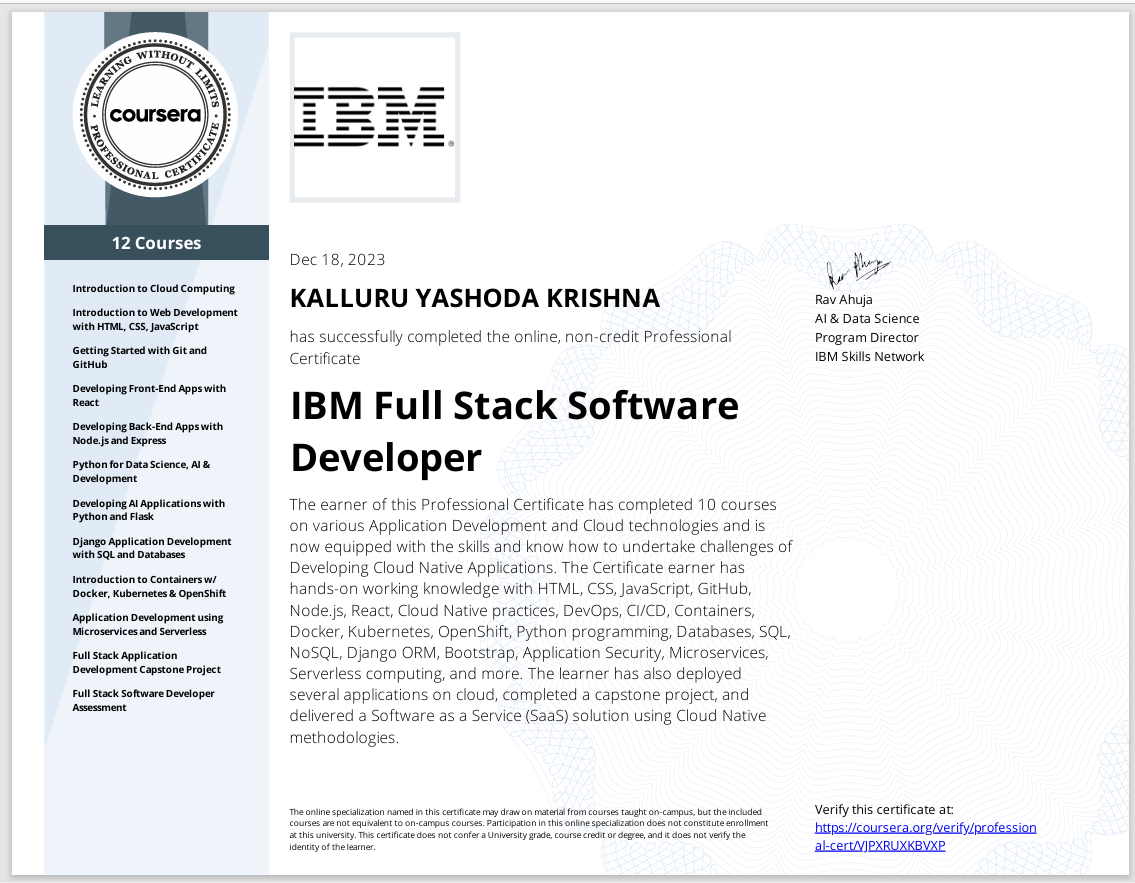 LEARNING WITHOUT LIMITS
coursera
PROFESSIONAL CERTIFICATE
IBM
®
12 Courses
Introduction to Cloud Computing
Introduction to Web Development
with HTML, CSS, JavaScript
Getting Started with Git and
GitHub
Developing Front-End Apps with
React
Developing Back-End Apps with
Node.js and Express
Python for Data Science, AI &
Development
Developing AI Applications with
Python and Flask
Django Application Development
with SQL and Databases
Introduction to Containers w/
Docker, Kubernetes & OpenShift
Application Development using
Microservices and Serverless
Full Stack Application
Development Capstone Project
Full Stack Software Developer
Assessment
Dec 18, 2023
KALLURU YASHODA KRISHNA
has successfully completed the online, non-credit Professional
Certificate
IBM Full Stack Software
Developer
The earner of this Professional Certificate has completed 10 courses
on various Application Development and Cloud technologies and is
now equipped with the skills and know how to undertake challenges of
Developing Cloud Native Applications. The Certificate earner has
hands-on working knowledge with HTML, CSS, JavaScript, GitHub,
Node.js, React, Cloud Native practices, DevOps, CI/CD, Containers,
Docker, Kubernetes, OpenShift, Python programming, Databases, SQL,
NoSQL, Django ORM, Bootstrap, Application Security, Microservices,
Serverless computing, and more. The learner has also deployed
several applications on cloud, completed a capstone project, and
delivered a Software as a Service (SaaS) solution using Cloud Native
methodologies.
Rav Ahuja
Rav Ahuja
AI & Data Science
Program Director
IBM Skills Network
The online specialization named in this certificate may draw on material from courses taught on-campus, but the included
courses are not equivalent to on-campus courses. Participation in this online specialization does not constitute enrollment
at this university. This certificate does not confer a University grade, course credit or degree, and it does not verify the
identity of the learner.
Verify this certificate at:
https://coursera.org/verify/profession
al-cert/VJPXRUXKBVXP